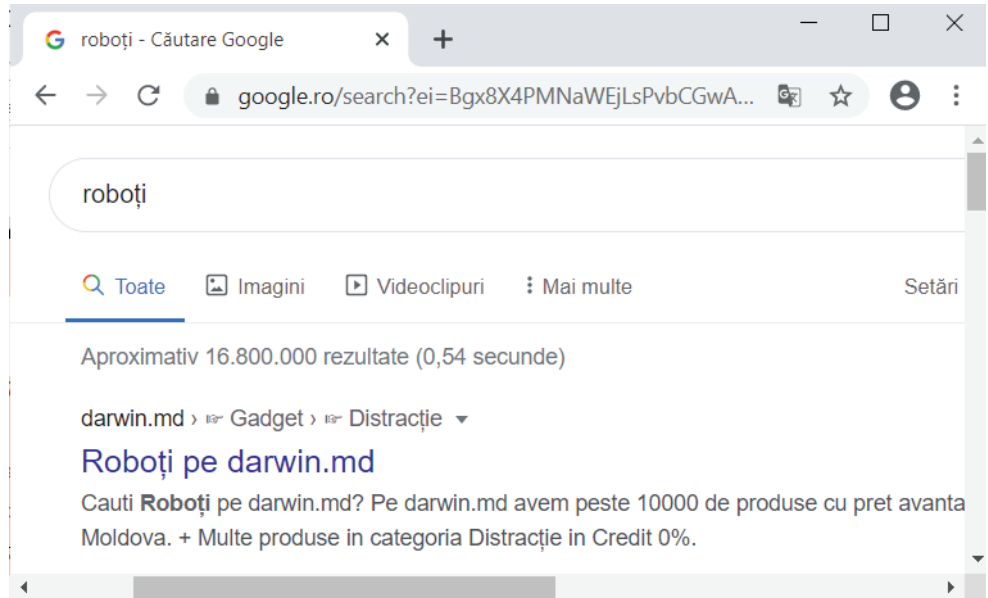 roboți - Căutare Google
google.ro/search?ei=Bgx8X4PMNaWEjLsPvbCGwA...
roboți
Toate Imagini Videoclipuri Mai multe Setări
Aproximativ 16.800.000 rezultate (0,54 secunde)
darwin.md › ☞ Gadget › ☞ Distracție
Roboți pe darwin.md
Cauti Roboți pe darwin.md? Pe darwin.md avem peste 10000 de produse cu pret avanta
Moldova. + Multe produse in categoria Distracție in Credit 0%.